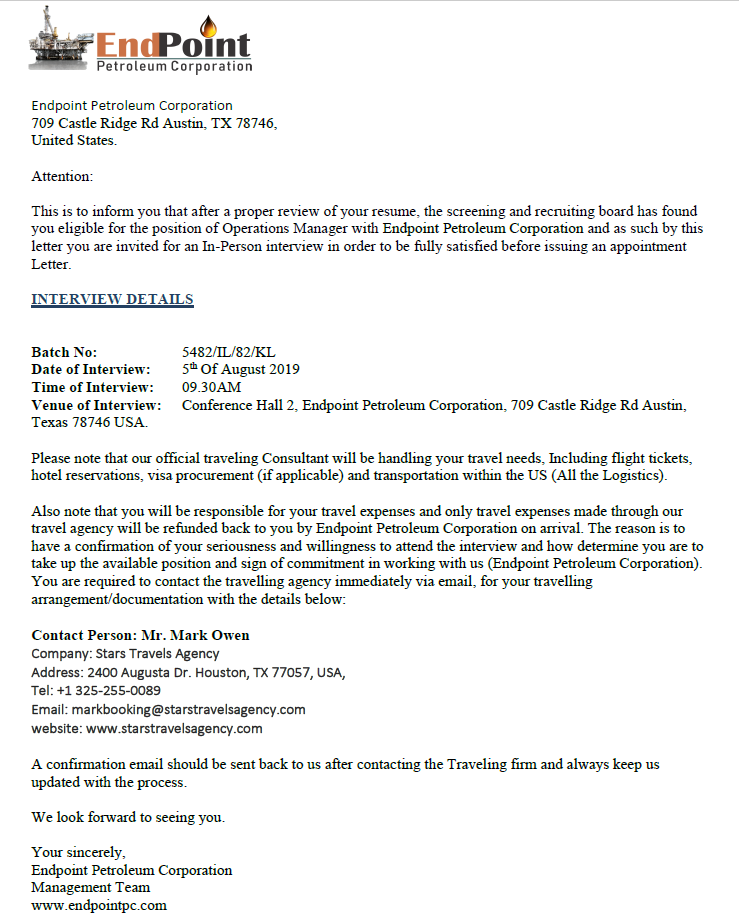 EndPoint
Petroleum Corporation
Endpoint Petroleum Corporation
709 Castle Ridge Rd Austin, TX 78746,
United States.
Attention:
This is to inform you that after a proper review of your resume, the screening and recruiting board has found
you eligible for the position of Operations Manager with Endpoint Petroleum Corporation and as such by this
letter you are invited for an In-Person interview in order to be fully satisfied before issuing an appointment
Letter.
INTERVIEW DETAILS
Batch No: 5482/IL/82/KL
Date of Interview: 5th Of August 2019
Time of Interview: 09.30AM
Venue of Interview: Conference Hall 2, Endpoint Petroleum Corporation, 709 Castle Ridge Rd Austin,
Texas 78746 USA.
Please note that our official traveling Consultant will be handling your travel needs, Including flight tickets,
hotel reservations, visa procurement (if applicable) and transportation within the US (All the Logistics).
Also note that you will be responsible for your travel expenses and only travel expenses made through our
travel agency will be refunded back to you by Endpoint Petroleum Corporation on arrival. The reason is to
have a confirmation of your seriousness and willingness to attend the interview and how determine you are to
take up the available position and sign of commitment in working with us (Endpoint Petroleum Corporation).
You are required to contact the travelling agency immediately via email, for your travelling
arrangement/documentation with the details below:
Contact Person: Mr. Mark Owen
Company: Stars Travels Agency
Address: 2400 Augusta Dr. Houston, TX 77057, USA,
Tel: +1 325-255-0089
Email: markbooking@starstravelsagency.com
website: www.starstravelsagency.com
A confirmation email should be sent back to us after contacting the Traveling firm and always keep us
updated with the process.
We look forward to seeing you.
Your sincerely,
Endpoint Petroleum Corporation
Management Team
www.endpointpc.com